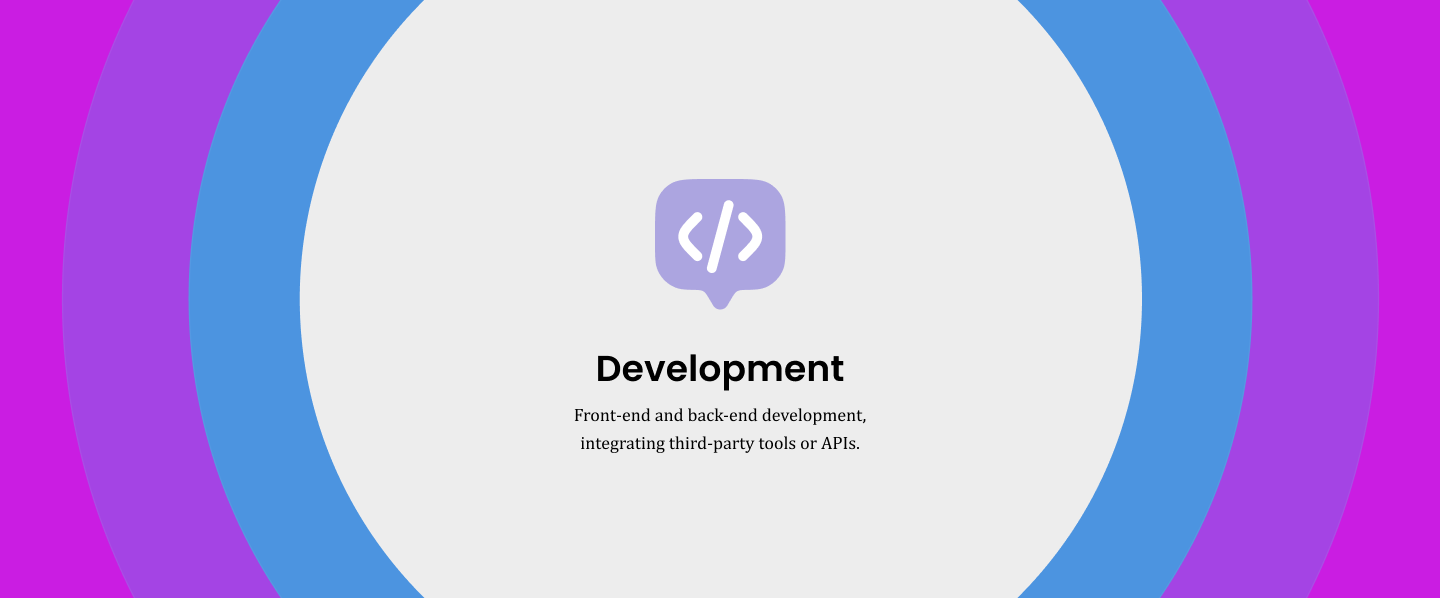 Development
Front-end and back-end development,
integrating third-party tools or APIs.